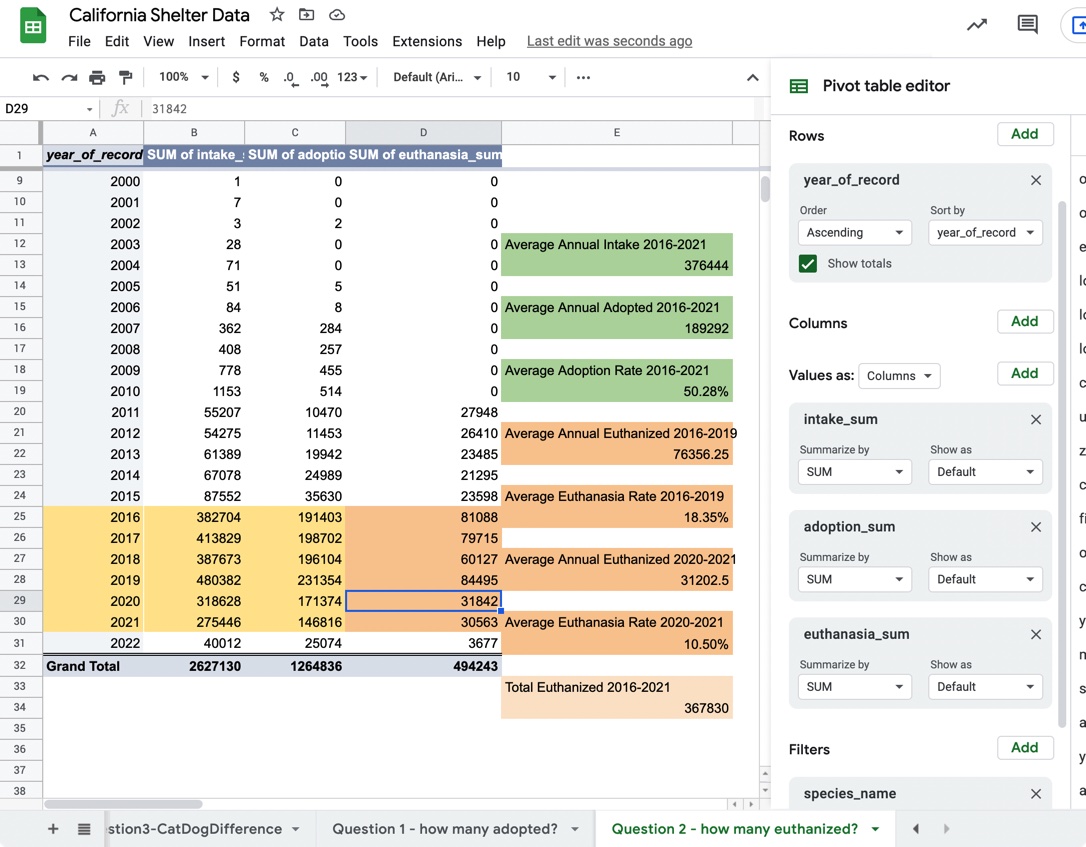 California Shelter Data
File Edit View Insert Format Data Tools Extensions Help Last edit was seconds ago
100% $ % .0 .00 123 Default (Ari... 10 ...
D29 fx 31842
A B C D E
1 year_of_record SUM of intake_s SUM of adoptio SUM of euthanasia_sum
9 2000 1 0 0
10 2001 7 0 0
11 2002 3 2 0
12 2003 28 0 0 Average Annual Intake 2016-2021
13 2004 71 0 0 376444
14 2005 51 5 0
15 2006 84 8 0 Average Annual Adopted 2016-2021
16 2007 362 284 0 189292
17 2008 408 257 0
18 2009 778 455 0 Average Adoption Rate 2016-2021
19 2010 1153 514 0 50.28%
20 2011 55207 10470 27948
21 2012 54275 11453 26410 Average Annual Euthanized 2016-2019
22 2013 61389 19942 23485 76356.25
23 2014 67078 24989 21295
24 2015 87552 35630 23598 Average Euthanasia Rate 2016-2019
25 2016 382704 191403 81088 18.35%
26 2017 413829 198702 79715
27 2018 387673 196104 60127 Average Annual Euthanized 2020-2021
28 2019 480382 231354 84495 31202.5
29 2020 318628 171374 31842
30 2021 275446 146816 30563 Average Euthanasia Rate 2020-2021
31 2022 40012 25074 3677 10.50%
32 Grand Total 2627130 1264836 494243
33 Total Euthanized 2016-2021
34 367830
35
36
37
38
Pivot table editor
Rows Add
year_of_record
Order Sort by
Ascending year_of_record
Show totals
Columns Add
Values as: Columns Add
intake_sum
Summarize by Show as
SUM Default
adoption_sum
Summarize by Show as
SUM Default
euthanasia_sum
Summarize by Show as
SUM Default
Filters Add
species_name
stion3-CatDogDifference Question 1 - how many adopted? Question 2 - how many euthanized?